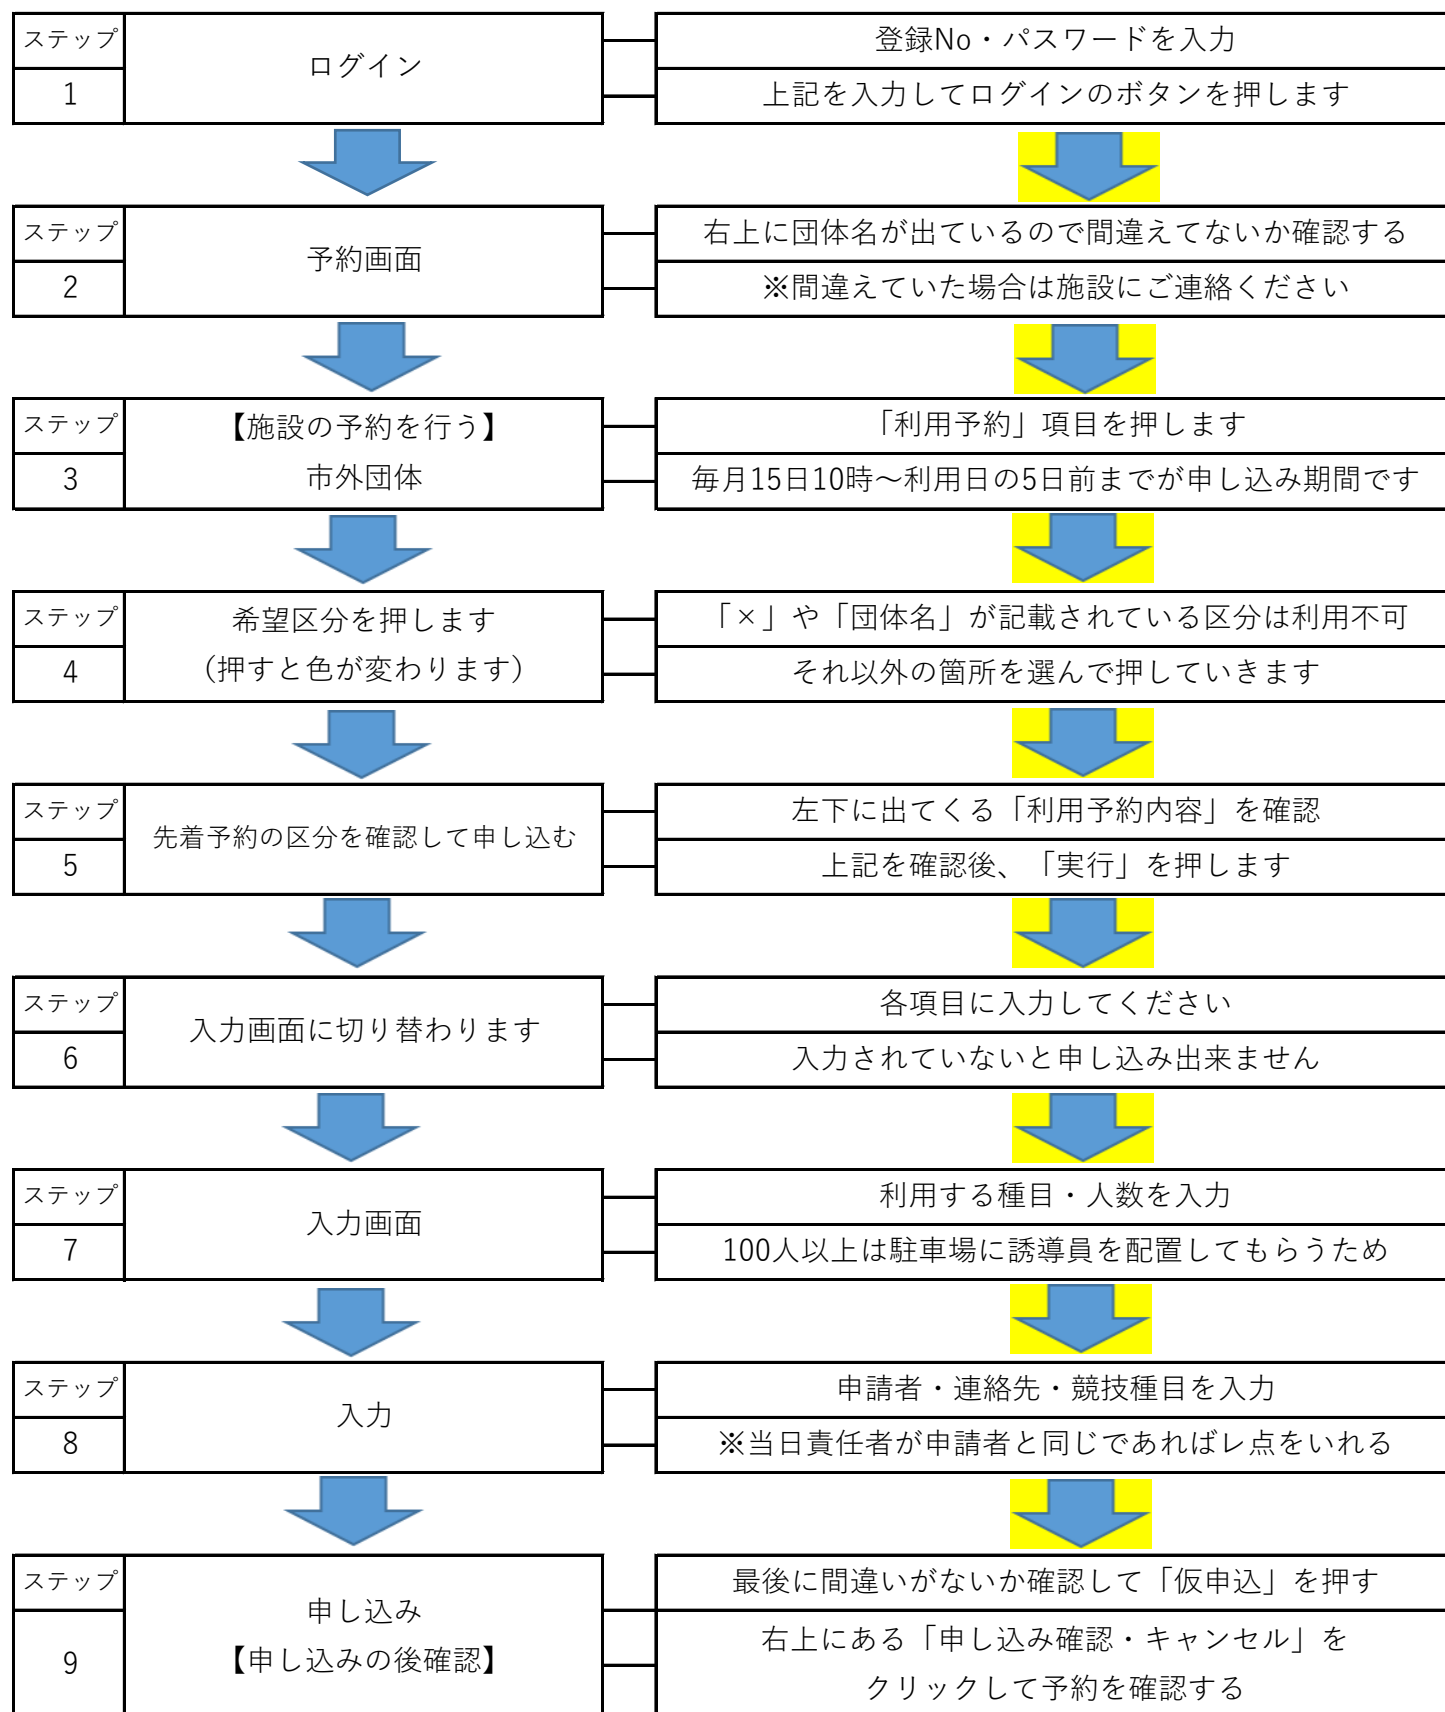 ステップ
1
ログイン
登録No・パスワードを入力
上記を入力してログインのボタンを押します
ステップ
2
予約画面
右上に団体名が出ているので間違えてないか確認する
※間違えていた場合は施設にご連絡ください
ステップ
3
【施設の予約を行う】
市外団体
「利用予約」項目を押します
毎月15日10時～利用日の5日前までが申し込み期間です
ステップ
4
希望区分を押します
（押すと色が変わります）
「×」や「団体名」が記載されている区分は利用不可
それ以外の箇所を選んで押していきます
ステップ
5
先着予約の区分を確認して申し込む
左下に出てくる「利用予約内容」を確認
上記を確認後、「実行」を押します
ステップ
6
入力画面に切り替わります
各項目に入力してください
入力されていないと申し込み出来ません
ステップ
7
入力画面
利用する種目・人数を入力
100人以上は駐車場に誘導員を配置してもらうため
ステップ
8
入力
申請者・連絡先・競技種目を入力
※当日責任者が申請者と同じであればレ点をいれる
ステップ
9
申し込み
【申し込みの後確認】
最後に間違いがないか確認して「仮申込」を押す
右上にある「申し込み確認・キャンセル」を
クリックして予約を確認する